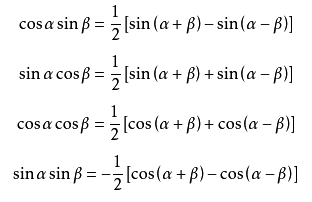 cos α sin β = 1/2 [sin (α + β) − sin (α − β)]
sin α cos β = 1/2 [sin (α + β) + sin (α − β)]
cos α cos β = 1/2 [cos (α + β) + cos (α − β)]
sin α sin β = −1/2 [cos (α + β) − cos (α − β)]